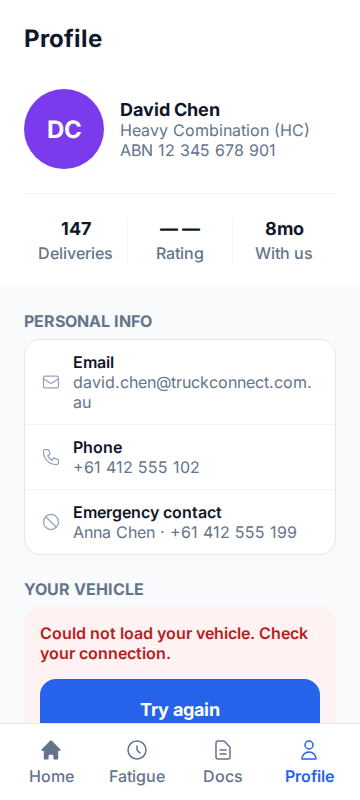 Profile
DC
David Chen
Heavy Combination (HC)
ABN 12 345 678 901
147
Deliveries
——
Rating
8mo
With us
PERSONAL INFO
Email
david.chen@truckconnect.com.
au
Phone
+61 412 555 102
Emergency contact
Anna Chen · +61 412 555 199
YOUR VEHICLE
Could not load your vehicle. Check
your connection.
Try again
Home
Fatigue
Docs
Profile